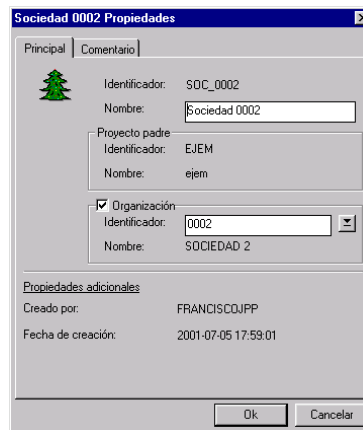 Sociedad 0002 Propiedades
Principal Comentario
Identificador: SOC_0002
Nombre: Sociedad 0002
Proyecto padre
Identificador: EJEM
Nombre: ejem
Organización
Identificador: 0002
Nombre: SOCIEDAD 2
Propiedades adicionales
Creado por: FRANCISCOJPP
Fecha de creación: 2001-07-05 17:59:01
Ok Cancelar